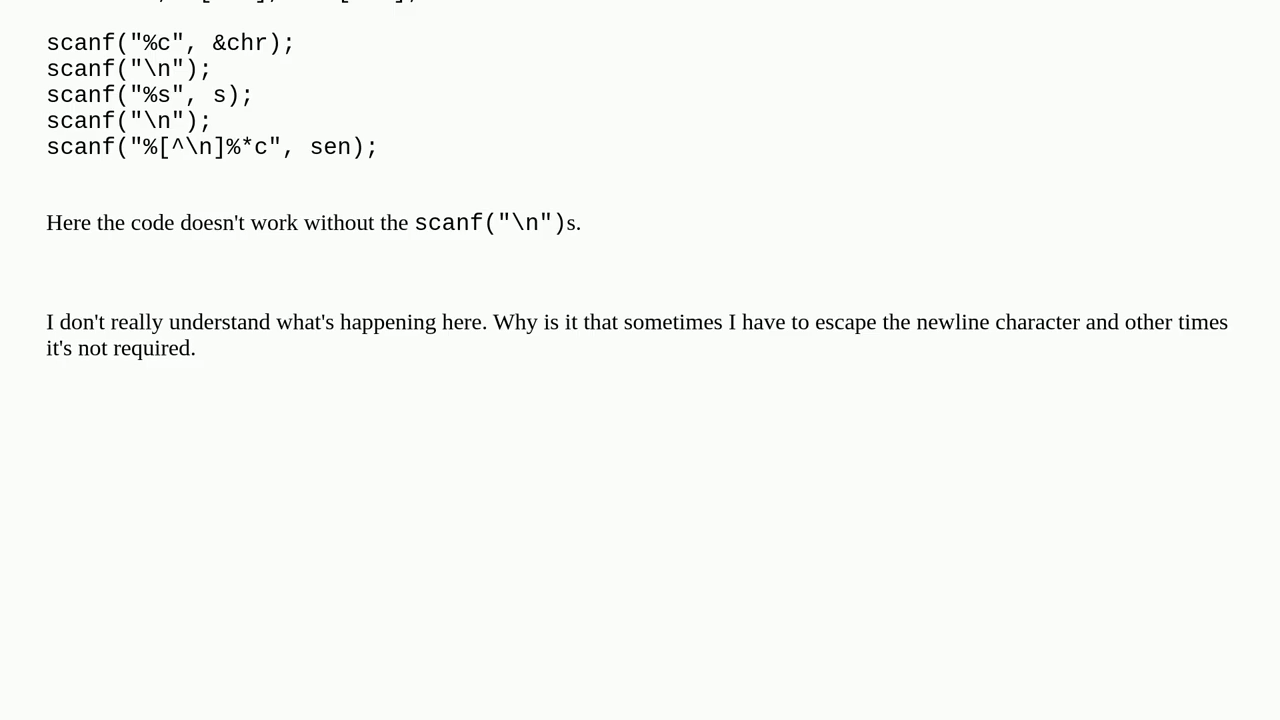 scanf("%c", &chr);
scanf("\n");
scanf("%s", s);
scanf("\n");
scanf("%[^\n]%*c", sen);
Here the code doesn't work without the scanf("\n")s.
I don't really understand what's happening here. Why is it that sometimes I have to escape the newline character and other times
it's not required.